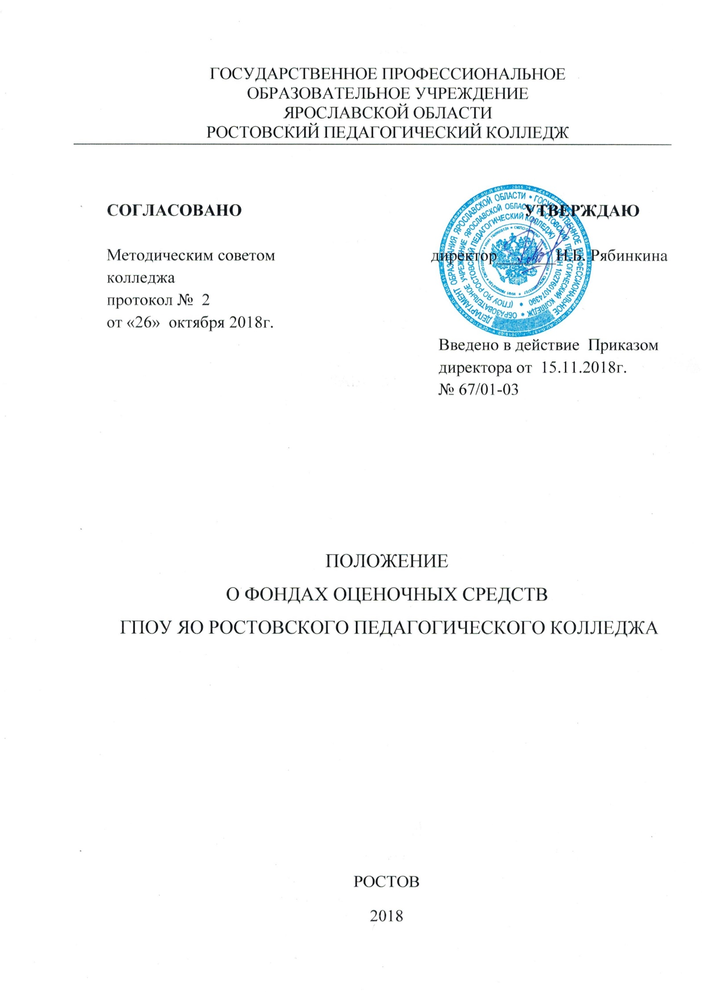 ГОСУДАРСТВЕННОЕ ПРОФЕССИОНАЛЬНОЕ
ОБРАЗОВАТЕЛЬНОЕ УЧРЕЖДЕНИЕ
ЯРОСЛАВСКОЙ ОБЛАСТИ
РОСТОВСКИЙ ПЕДАГОГИЧЕСКИЙ КОЛЛЕДЖ
СОГЛАСОВАНО
Методическим советом
колледжа
протокол № 2
от «26» октября 2018г.
УТВЕРЖДАЮ
директор_______Н.Б. Рябинкина
ДЕПАРТАМЕНТ ОБРАЗОВАНИЯ ЯРОСЛАВСКОЙ ОБЛАСТИ * ГОСУДАРСТВЕННОЕ ПРОФЕССИОНАЛЬНОЕ
ОБРАЗОВАТЕЛЬНОЕ УЧРЕЖДЕНИЕ ЯРОСЛАВСКОЙ ОБЛАСТИ РОСТОВСКИЙ ПЕДАГОГИЧЕСКИЙ КОЛЛЕДЖ *
(ГПОУ ЯО РОСТОВСКИЙ ПЕДАГОГИЧЕСКИЙ КОЛЛЕДЖ) * ОГРН 1027601074390 *
Введено в действие Приказом
директора от 15.11.2018г.
№ 67/01-03
ПОЛОЖЕНИЕ
О ФОНДАХ ОЦЕНОЧНЫХ СРЕДСТВ
ГПОУ ЯО РОСТОВСКОГО ПЕДАГОГИЧЕСКОГО КОЛЛЕДЖА
РОСТОВ
2018